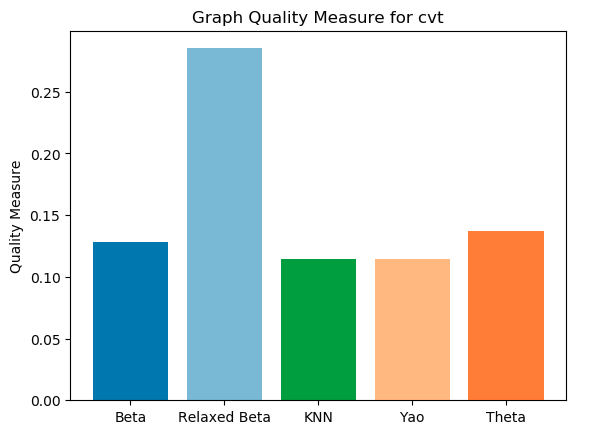 Graph Quality Measure for cvt
Quality Measure
0.25
0.20
0.15
0.10
0.05
0.00
Beta
Relaxed Beta
KNN
Yao
Theta